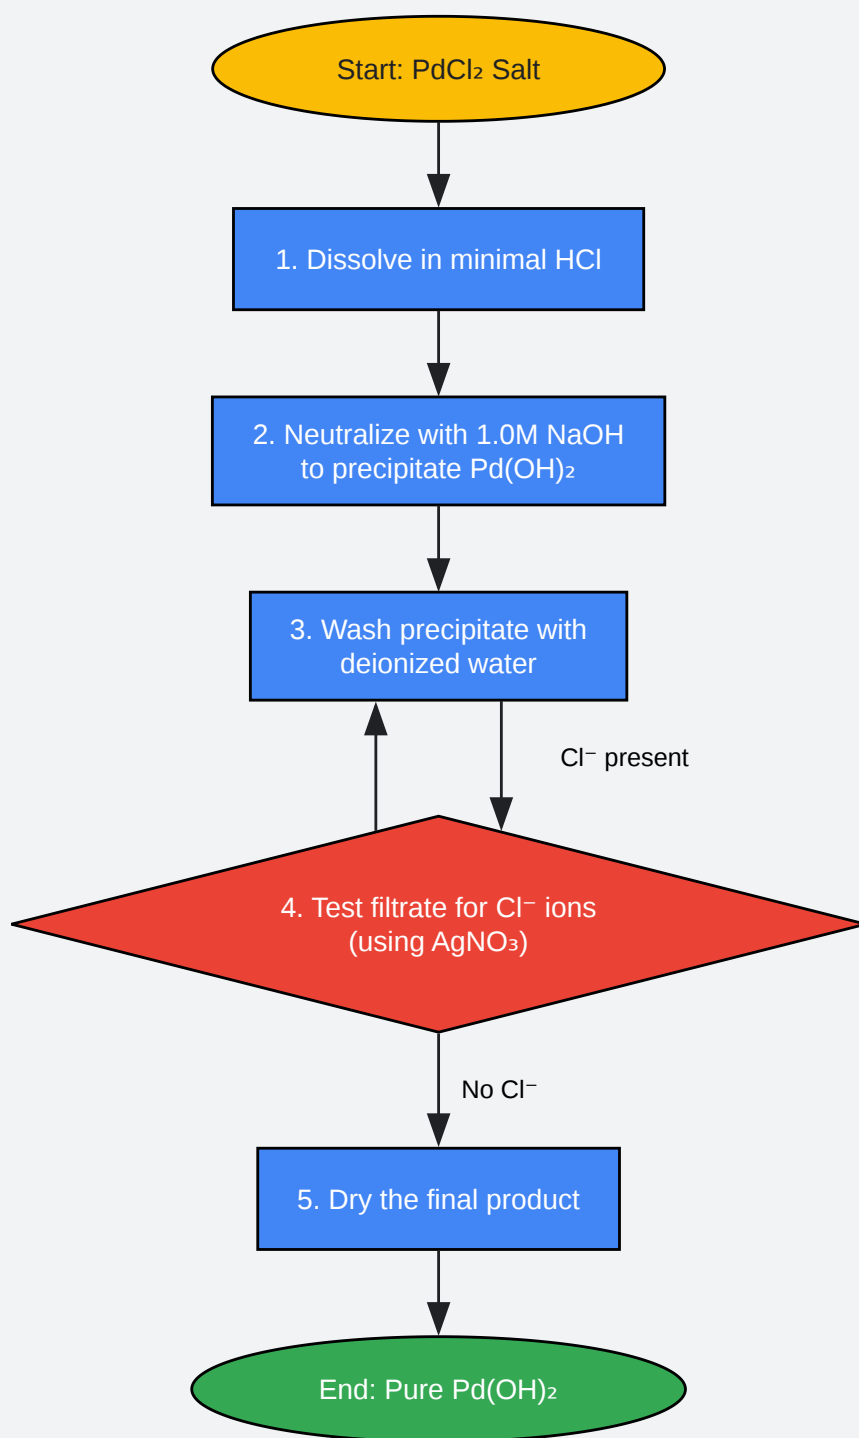 Start: PdCl₂ Salt
1. Dissolve in minimal HCl
2. Neutralize with 1.0M NaOH
to precipitate Pd(OH)₂
3. Wash precipitate with
deionized water
Cl⁻ present
4. Test filtrate for Cl⁻ ions
(using AgNO₃)
No Cl⁻
5. Dry the final product
End: Pure Pd(OH)₂